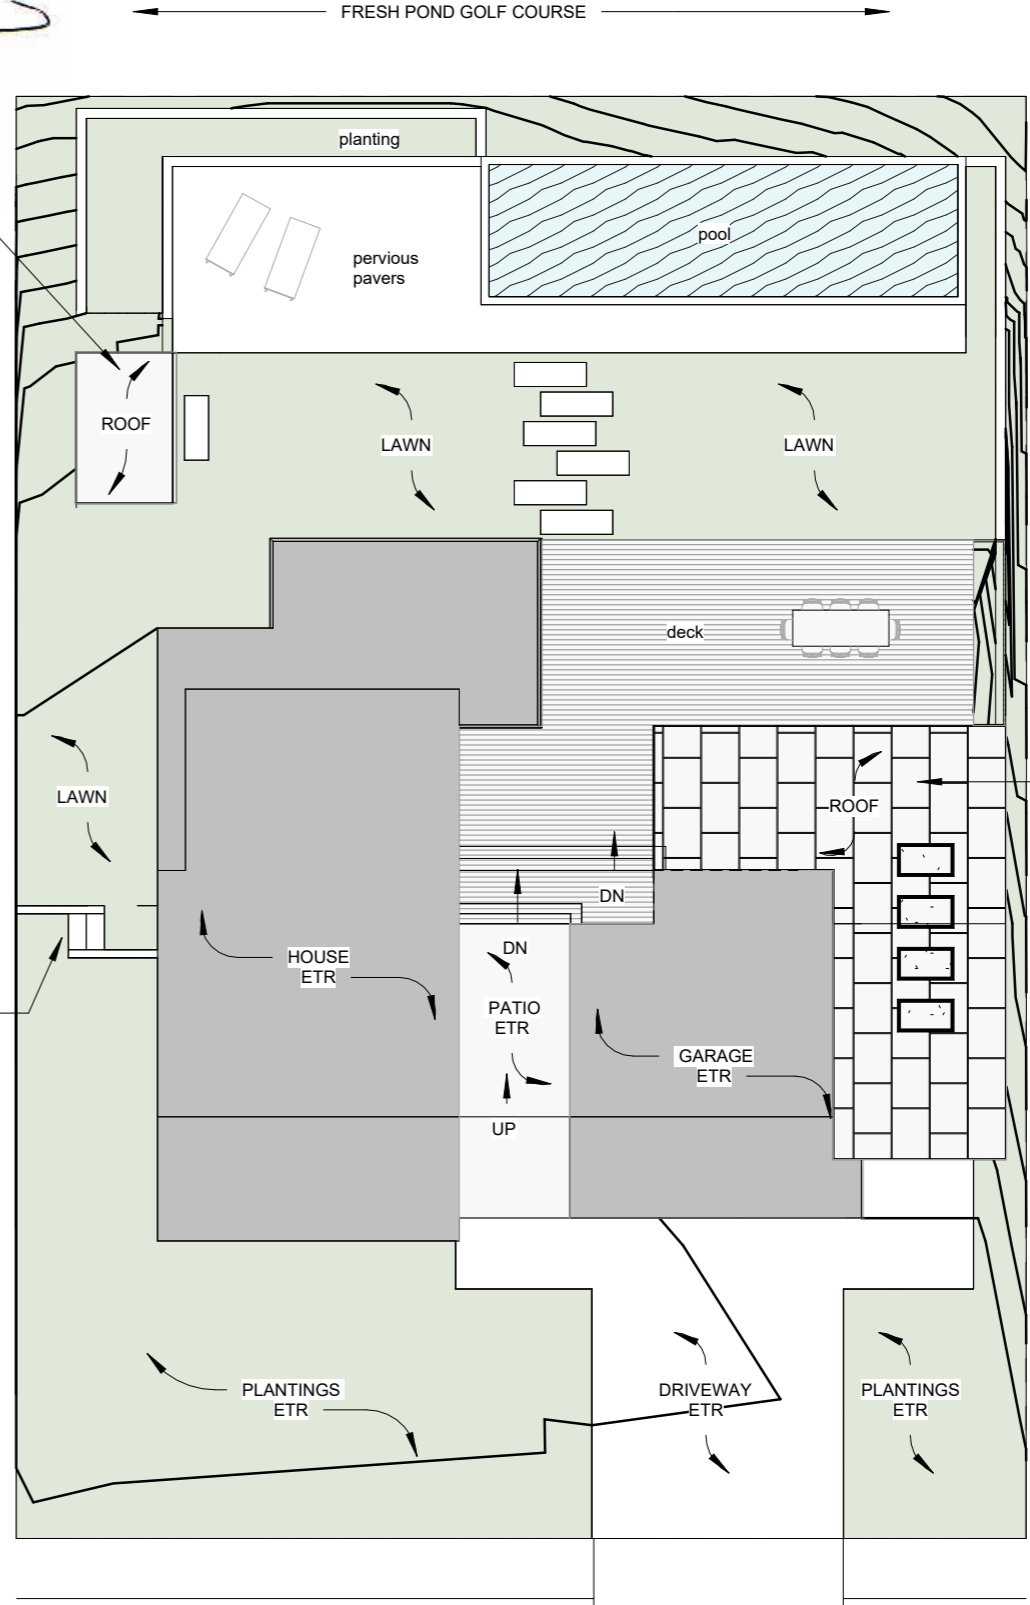 FRESH POND GOLF COURSE
planting
pool
pervious
pavers
ROOF
LAWN
LAWN
deck
LAWN
ROOF
DN
DN
HOUSE
ETR
PATIO
ETR
GARAGE
ETR
UP
PLANTINGS
ETR
DRIVEWAY
ETR
PLANTINGS
ETR